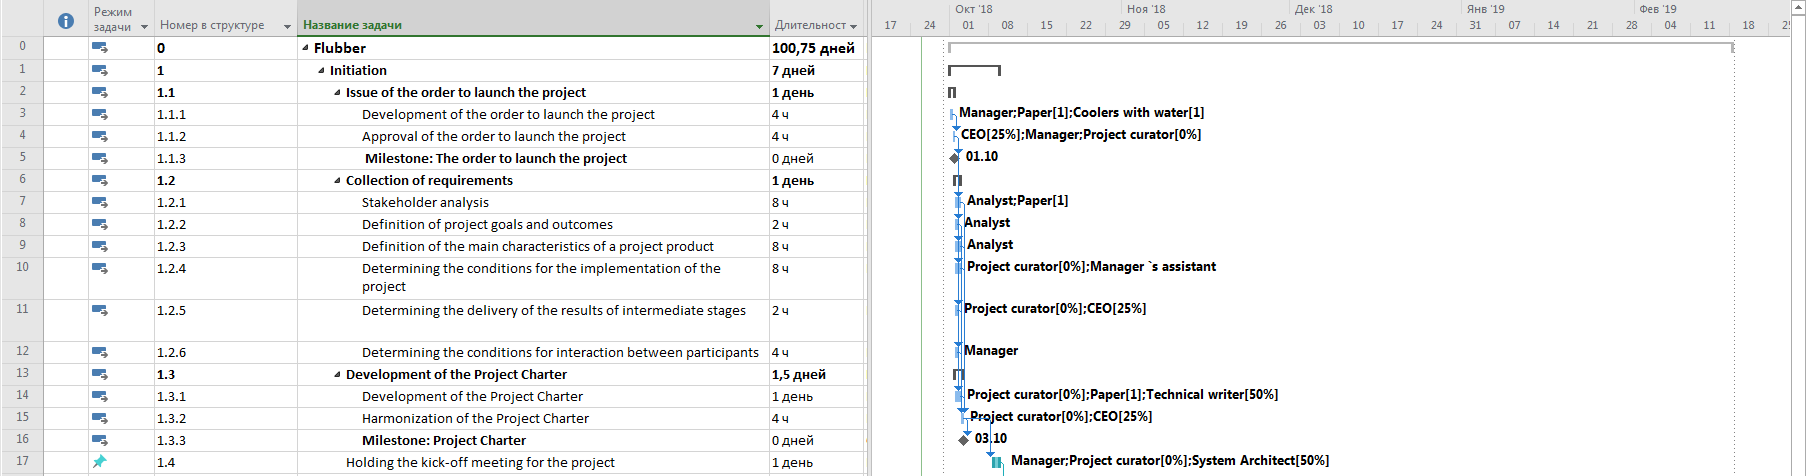 Режим задачи Номер в структуре Название задачи Длительност Окт '18 Ноя '18 Дек '18 Янв '19 Фев '19
17 24 01 08 15 22 29 05 12 19 26 03 10 17 24 31 07 14 21 28 04 11 18 25
0 0 Flubber 100,75 дней
1 1 Initiation 7 дней
2 1.1 Issue of the order to launch the project 1 день
3 1.1.1 Development of the order to launch the project 4 ч Manager;Paper[1];Coolers with water[1]
4 1.1.2 Approval of the order to launch the project 4 ч CEO[25%];Manager;Project curator[0%]
5 1.1.3 Milestone: The order to launch the project 0 дней 01.10
6 1.2 Collection of requirements 1 день
7 1.2.1 Stakeholder analysis 8 ч Analyst;Paper[1]
8 1.2.2 Definition of project goals and outcomes 2 ч Analyst
9 1.2.3 Definition of the main characteristics of a project product 8 ч Analyst
10 1.2.4 Determining the conditions for the implementation of the project 8 ч Project curator[0%];Manager `s assistant
11 1.2.5 Determining the delivery of the results of intermediate stages 2 ч Project curator[0%];CEO[25%]
12 1.2.6 Determining the conditions for interaction between participants 4 ч Manager
13 1.3 Development of the Project Charter 1,5 дней
14 1.3.1 Development of the Project Charter 1 день Project curator[0%];Paper[1];Technical writer[50%]
15 1.3.2 Harmonization of the Project Charter 4 ч Project curator[0%];CEO[25%]
16 1.3.3 Milestone: Project Charter 0 дней 03.10
17 1.4 Holding the kick-off meeting for the project 1 день Manager;Project curator[0%];System Architect[50%]